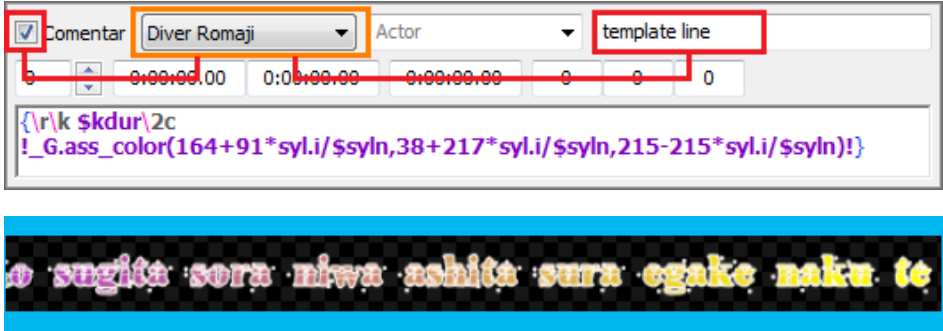 Comentar Diver Romaji Actor template line
0 0:00:00.00 0:00:00.00 0:00:00.00 0 0 0
{\r\k $kdur\2c
!_G.ass_color(164+91*syl.i/$syln,38+217*syl.i/$syln,215-215*syl.i/$syln)!}
o sugita sora niwa ashita sura egake naku te